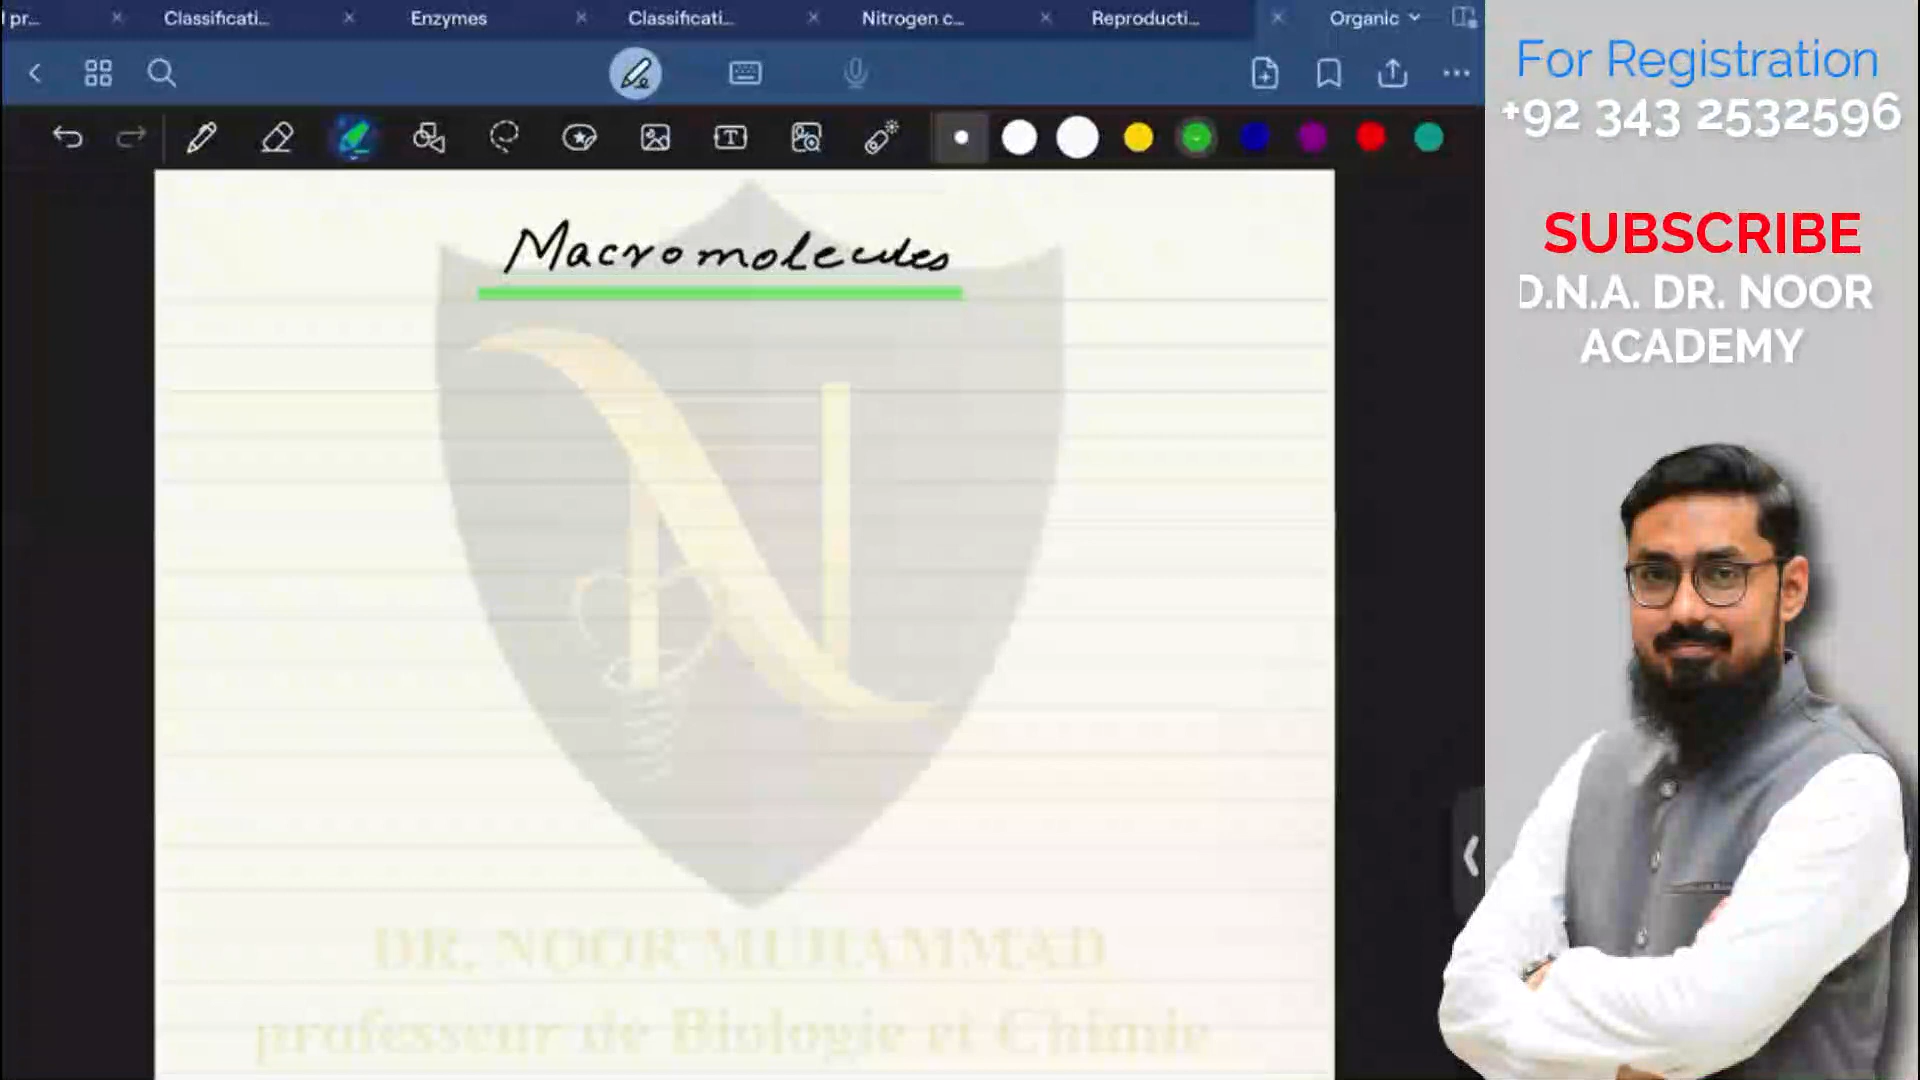 pr...
Classificati...
Enzymes
Classificati...
Nitrogen c...
Reproducti...
Organic
For Registration
+92 343 2532596
SUBSCRIBE
D.N.A. DR. NOOR
ACADEMY
Macromolecules
DR. NOOR MUHAMMAD
professeur de Biologie et Chimie